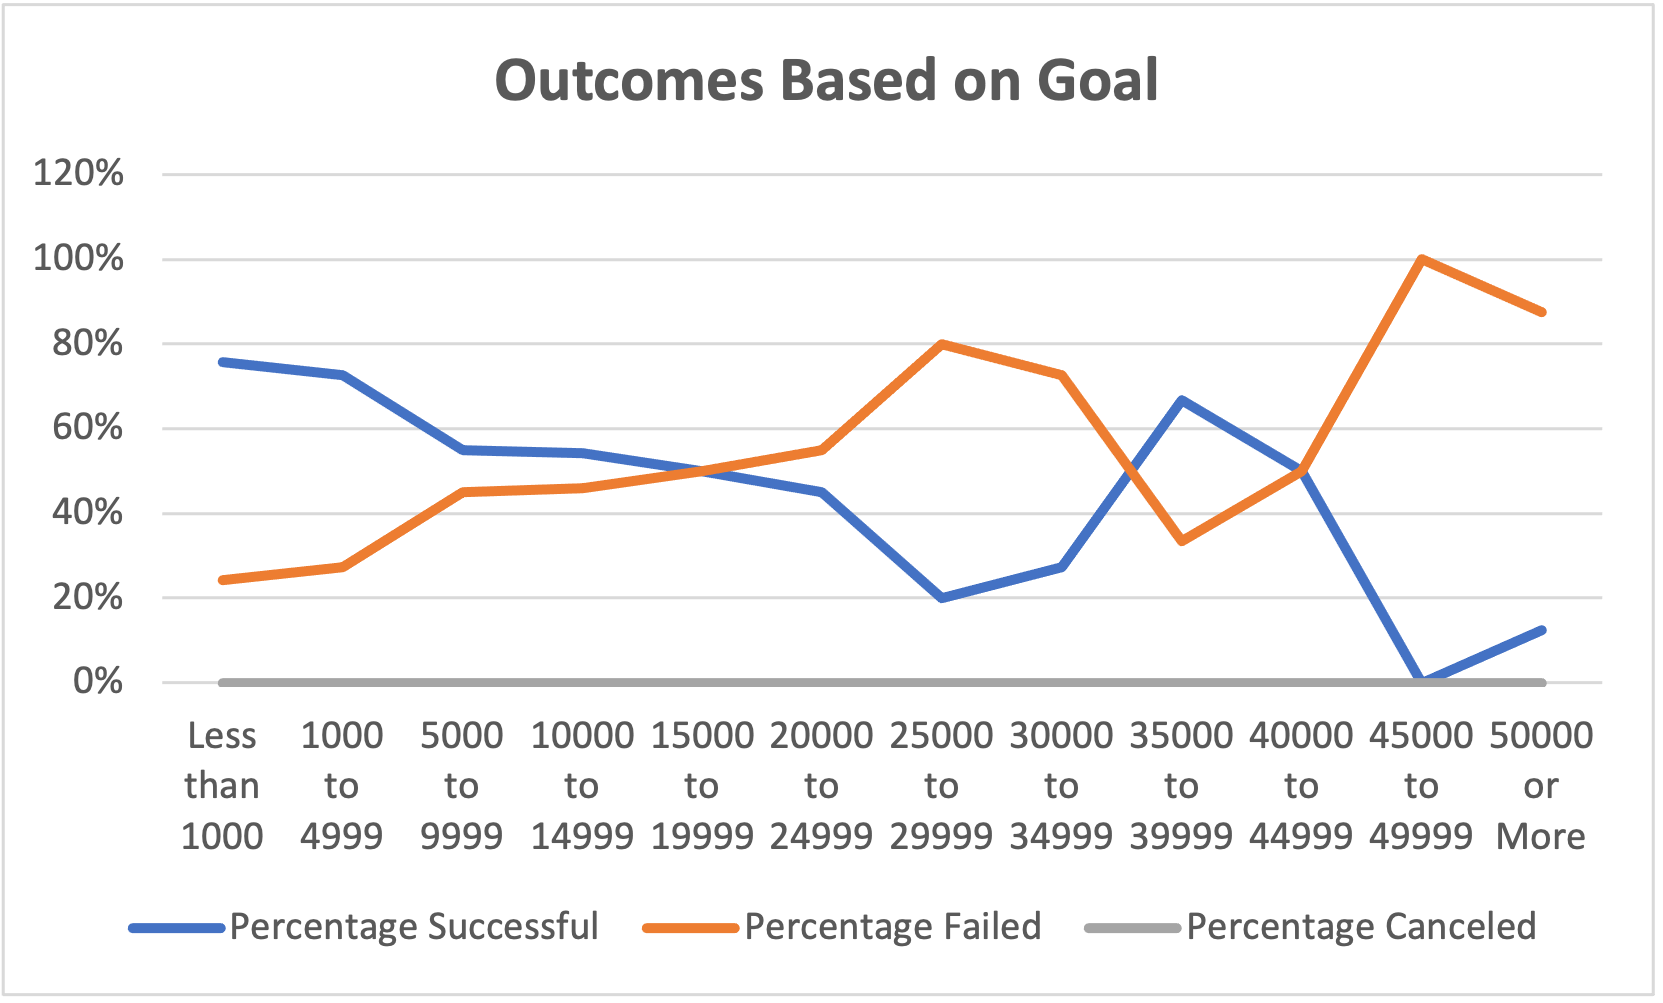 Outcomes Based on Goal
120%
100%
80%
60%
40%
20%
0%
Less than 1000
1000 to 4999
5000 to 9999
10000 to 14999
15000 to 19999
20000 to 24999
25000 to 29999
30000 to 34999
35000 to 39999
40000 to 44999
45000 to 49999
50000 or More
Percentage Successful
Percentage Failed
Percentage Canceled